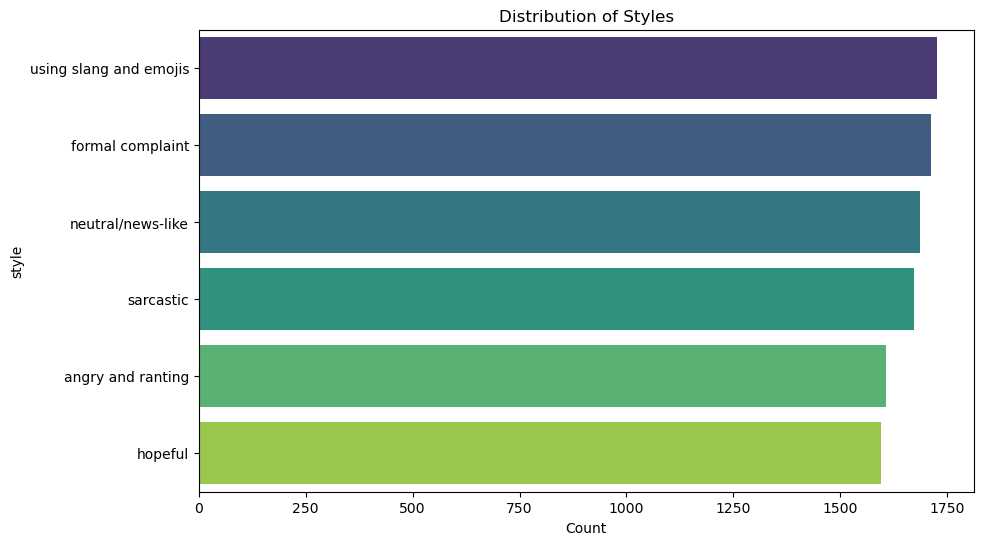 Distribution of Styles
style
using slang and emojis
formal complaint
neutral/news-like
sarcastic
angry and ranting
hopeful
0 250 500 750 1000 1250 1500 1750
Count